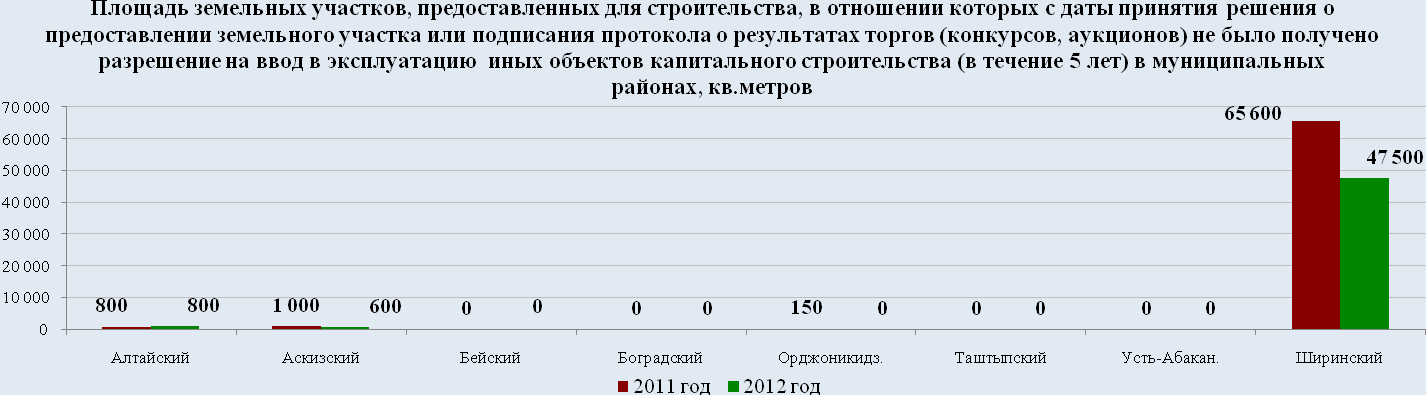 Площадь земельных участков, предоставленных для строительства, в отношении которых с даты принятия решения о
предоставлении земельного участка или подписания протокола о результатах торгов (конкурсов, аукционов) не было получено
разрешение на ввод в эксплуатацию иных объектов капитального строительства (в течение 5 лет) в муниципальных
районах, кв.метров
70 000
60 000
50 000
40 000
30 000
20 000
10 000
0
800 800 1 000 600 0 0 0 0 150 0 0 0 0 0 65 600 47 500
Алтайский Аскизский Бейский Боградский Орджоникидз. Таштыпский Усть-Абакан. Ширинский
2011 год 2012 год